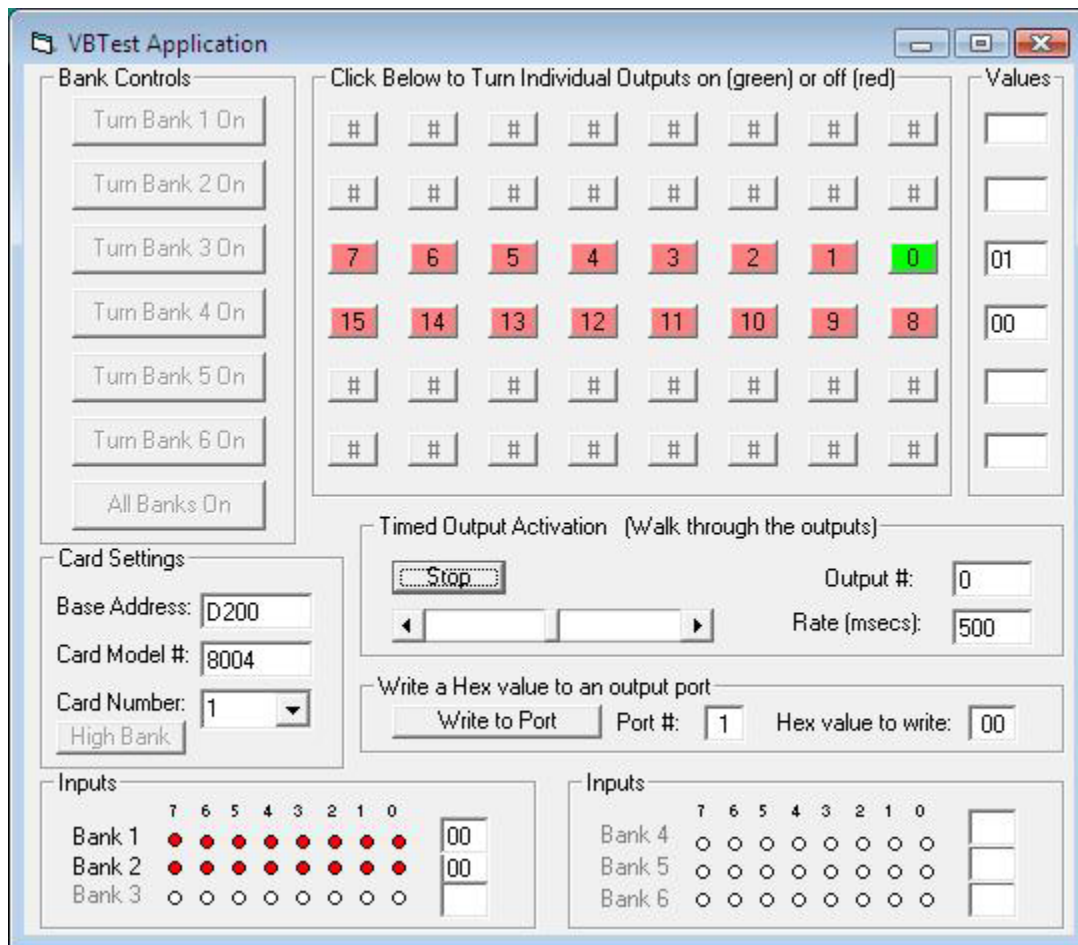 VBTest Application
Bank Controls
Turn Bank 1 On
Turn Bank 2 On
Turn Bank 3 On
Turn Bank 4 On
Turn Bank 5 On
Turn Bank 6 On
All Banks On
Click Below to Turn Individual Outputs on (green) or off (red)
# # # # # # # #
# # # # # # # #
7 6 5 4 3 2 1 0
15 14 13 12 11 10 9 8
# # # # # # # #
# # # # # # # #
Values
01
00
Card Settings
Base Address: D200
Card Model #: 8004
Card Number: 1
High Bank
Timed Output Activation (Walk through the outputs)
Stop
Output #: 0
Rate (msecs): 500
Write a Hex value to an output port
Write to Port Port #: 1 Hex value to write: 00
Inputs
7 6 5 4 3 2 1 0
Bank 1 00
Bank 2 00
Bank 3
Inputs
7 6 5 4 3 2 1 0
Bank 4
Bank 5
Bank 6